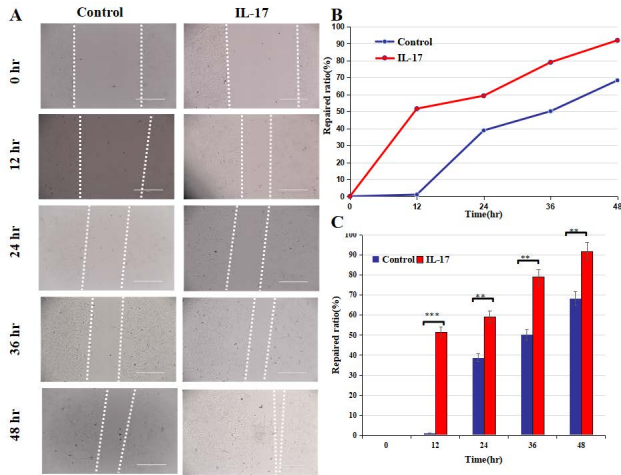 A
Control
IL-17
0 hr
12 hr
24 hr
36 hr
48 hr
B
Repaired ratio(%)
100
90
80
70
60
50
40
30
20
10
0
Control
IL-17
0 12 24 36 48
Time(hr)
C
Repaired ratio(%)
100
90
80
70
60
50
40
30
20
10
0
Control IL-17
***
**
**
**
0 12 24 36 48
Time(hr)